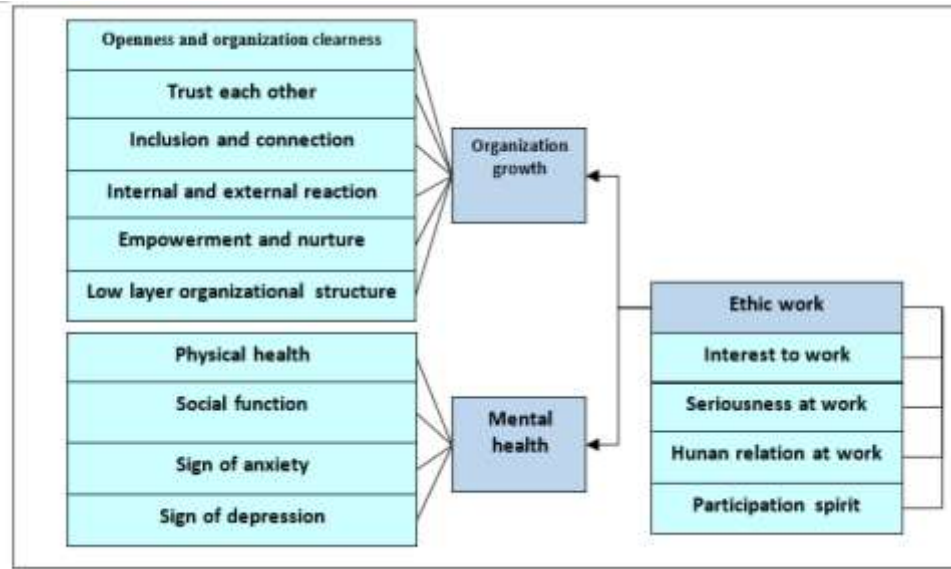 Openness and organization clearness
Trust each other
Inclusion and connection
Internal and external reaction
Empowerment and nurture
Low layer organizational structure
Organization
growth
Physical health
Social function
Sign of anxiety
Sign of depression
Mental
health
Ethic work
Interest to work
Seriousness at work
Hunan relation at work
Participation spirit